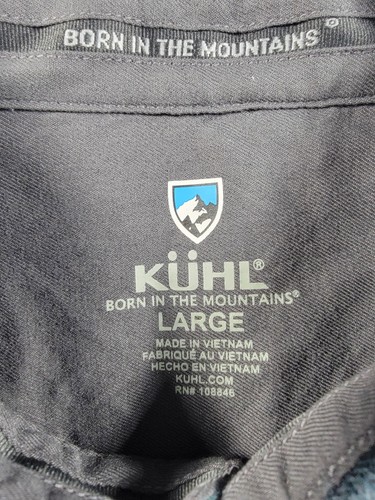 BORN IN THE MOUNTAINS®
KÜHL®
BORN IN THE MOUNTAINS®
LARGE
MADE IN VIETNAM
FABRIQUÉ AU VIETNAM
HECHO EN VIETNAM
KUHL.COM
RN# 108846